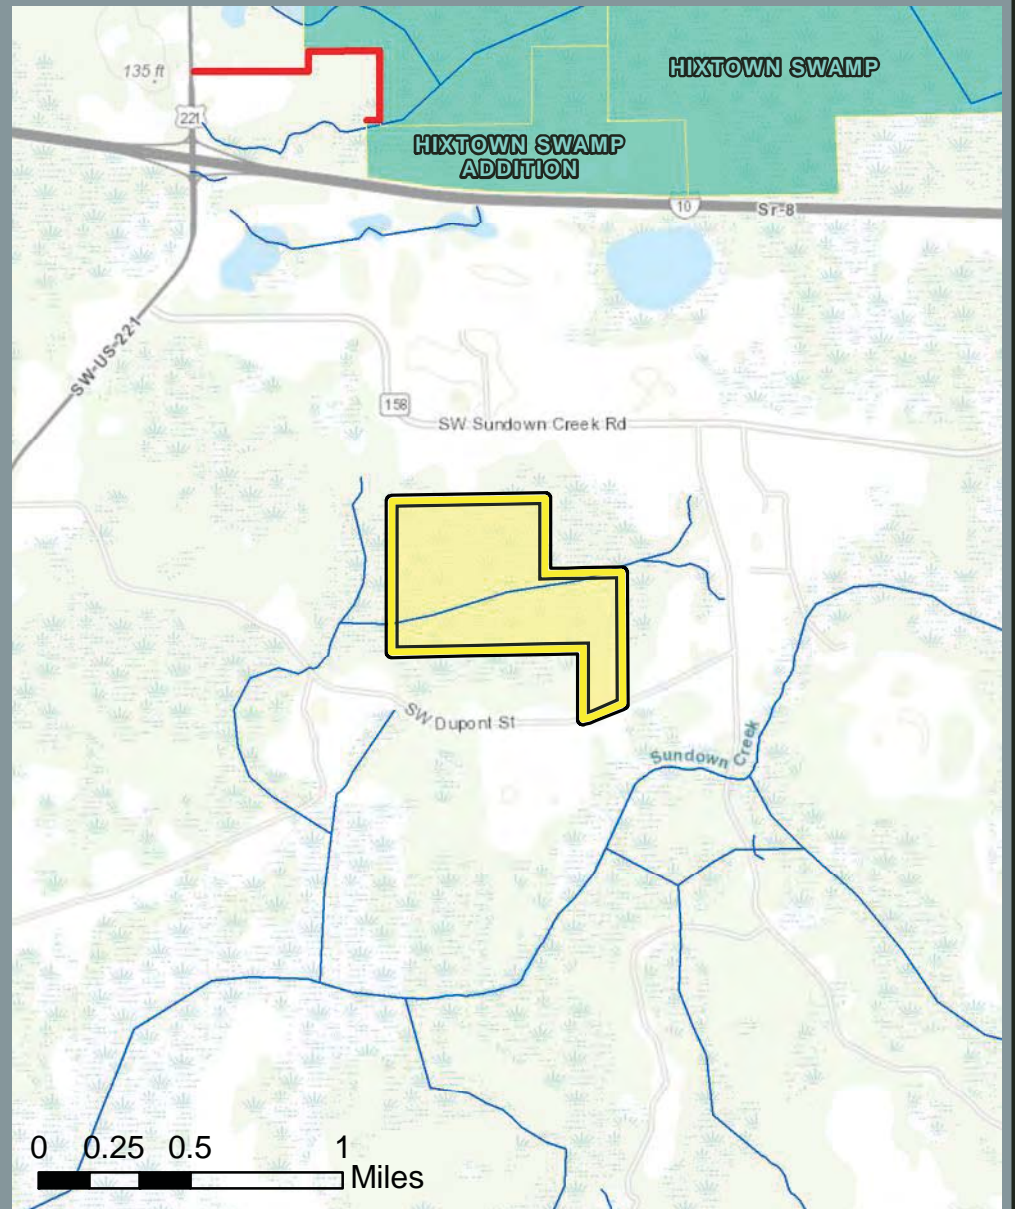 HIXTOWN SWAMP
135 ft
221
HIXTOWN SWAMP
ADDITION
10
Sr-8
SW-US-221
158
SW Sundown Creek Rd
SW Dupont St
Sundown Creek
0 0.25 0.5 1
Miles